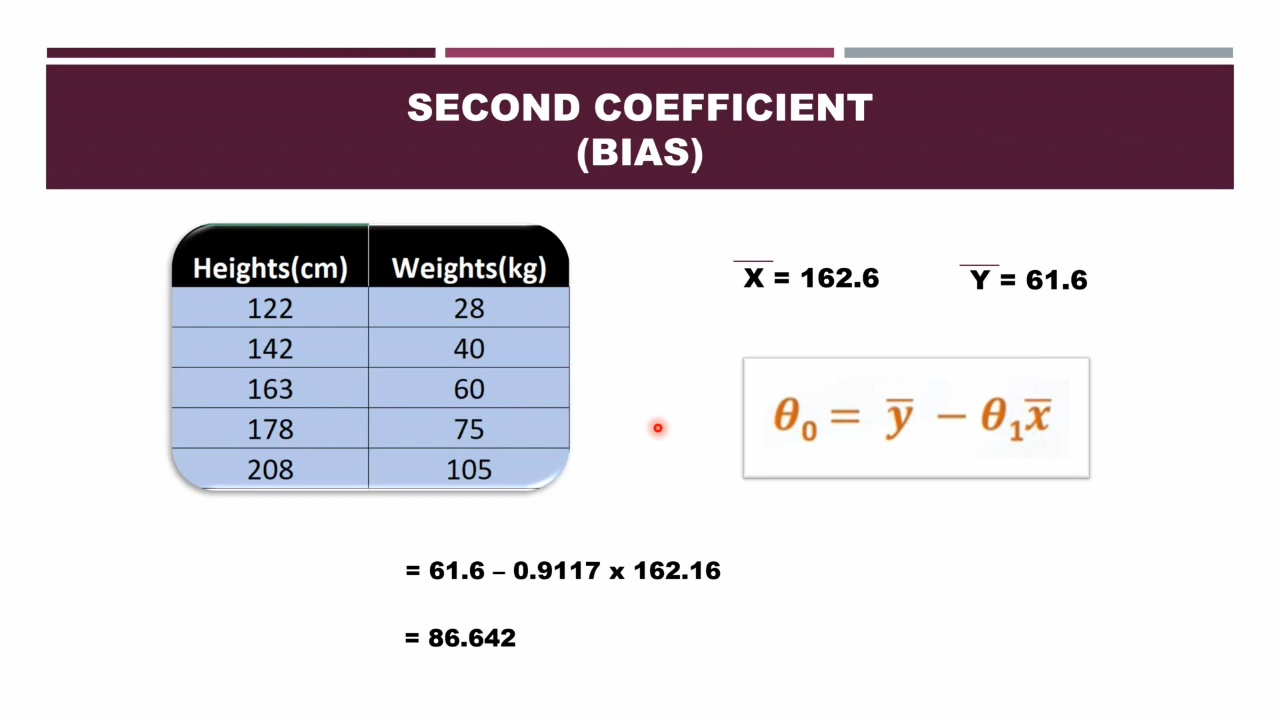 SECOND COEFFICIENT
(BIAS)
Heights(cm) Weights(kg)
122 28
142 40
163 60
178 75
208 105
X̅ = 162.6 Y̅ = 61.6
θ₀ = y̅ − θ₁x̅
= 61.6 – 0.9117 x 162.16
= 86.642